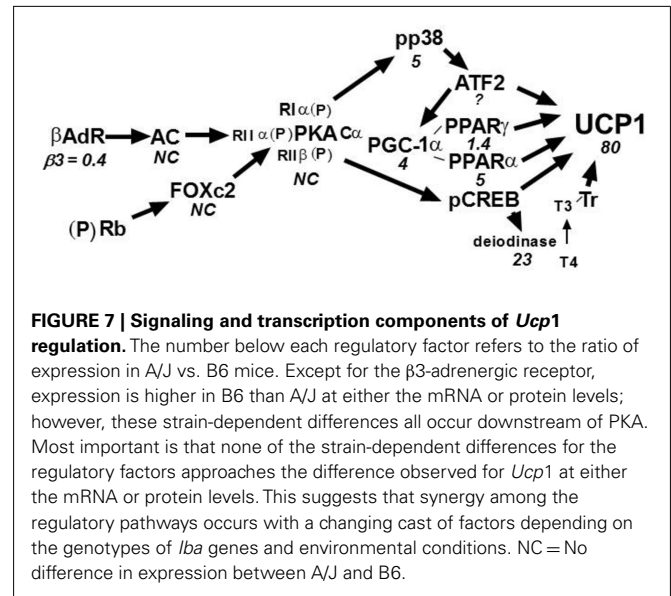 pp38
5
ATF2
?
RIα(P)
βAdR AC RIIα(P)PKACα PPARγ UCP1
β3 = 0.4 NC RIIβ(P) PGC-1α 1.4 80
4 PPARα
FOXc2 NC 5
NC pCREB T3 Tr
(P)Rb deiodinase
23 T4
FIGURE 7 | Signaling and transcription components of Ucp1
regulation. The number below each regulatory factor refers to the ratio of
expression in A/J vs. B6 mice. Except for the β3-adrenergic receptor,
expression is higher in B6 than A/J at either the mRNA or protein levels;
however, these strain-dependent differences all occur downstream of PKA.
Most important is that none of the strain-dependent differences for the
regulatory factors approaches the difference observed for Ucp1 at either
the mRNA or protein levels. This suggests that synergy among the
regulatory pathways occurs with a changing cast of factors depending on
the genotypes of Iba genes and environmental conditions. NC = No
difference in expression between A/J and B6.